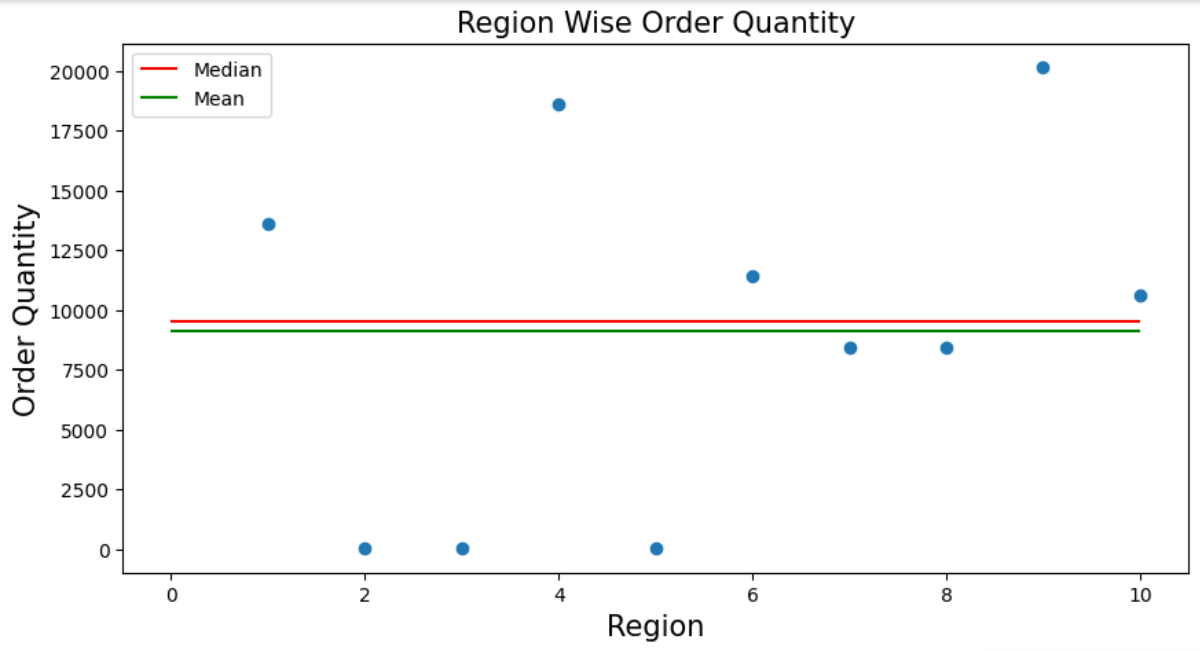 Region Wise Order Quantity
Median
Mean
20000
17500
15000
12500
10000
7500
5000
2500
0
Order Quantity
0 2 4 6 8 10
Region